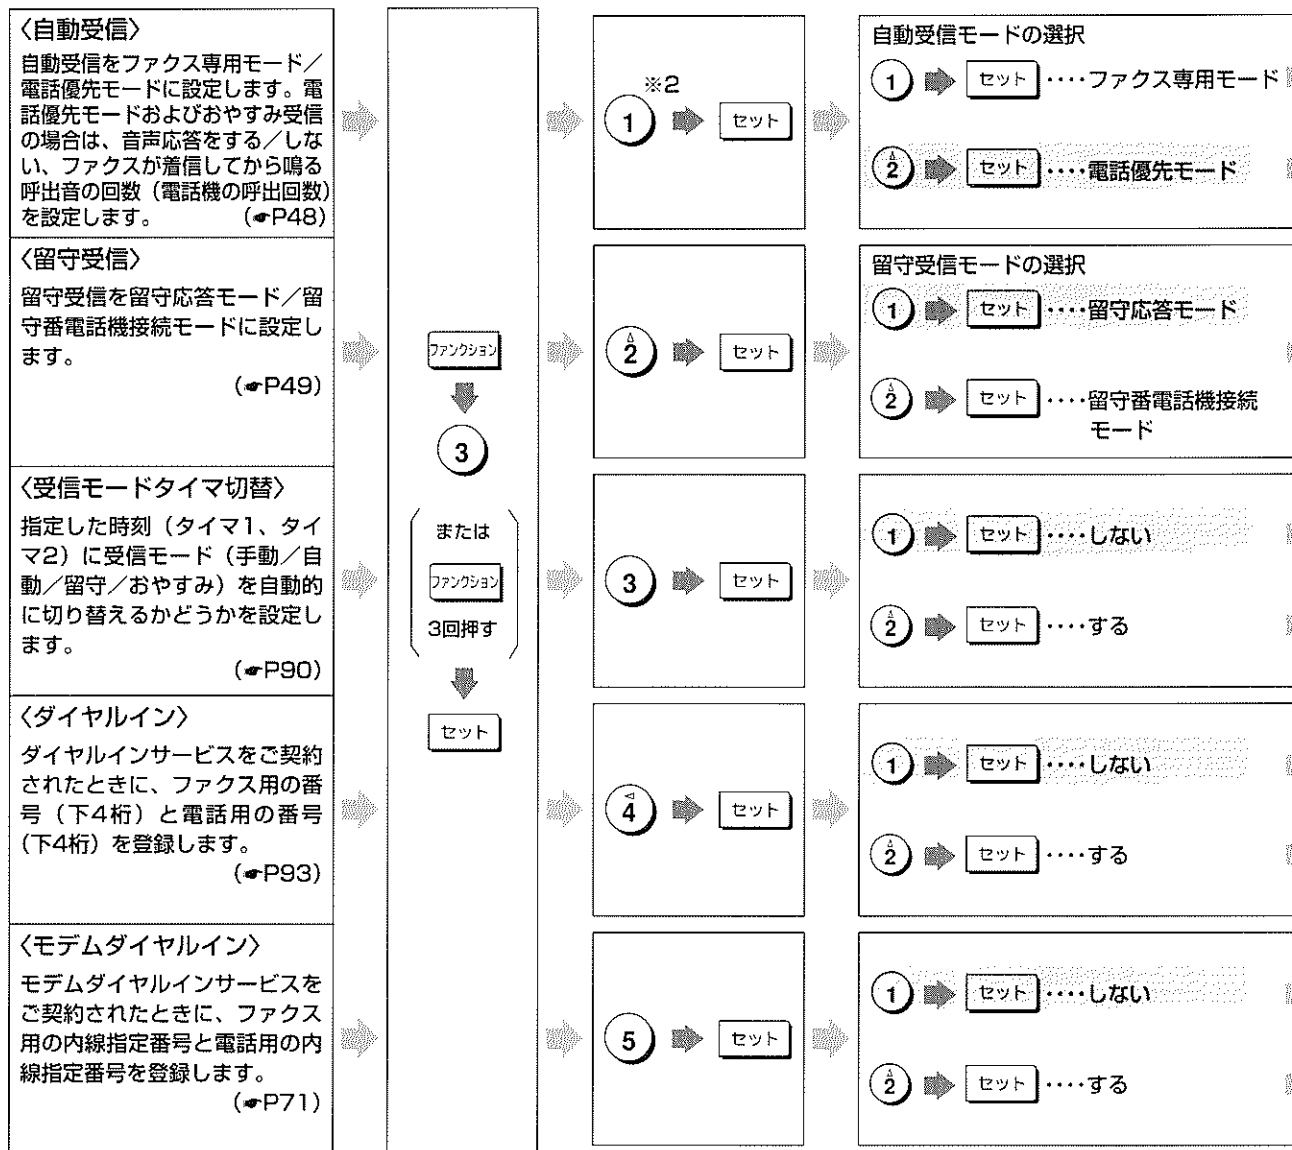 〈自動受信〉
自動受信をファクス専用モード／
電話優先モードに設定します。電
話優先モードおよびおやすみ受信
の場合は、音声応答をする／しな
い、ファクスが着信してから鳴る
呼出音の回数（電話機の呼出回数）
を設定します。 （☛P48）
※2
1 セット
自動受信モードの選択
1 セット ････ファクス専用モード
2 セット ････電話優先モード
〈留守受信〉
留守受信を留守応答モード／留
守番電話機接続モードに設定し
ます。
（☛P49）
ファンクション
3
または
ファンクション
3回押す
セット
2 セット
留守受信モードの選択
1 セット ････留守応答モード
2 セット ････留守番電話機接続
モード
〈受信モードタイマ切替〉
指定した時刻（タイマ1、タイ
マ2）に受信モード（手動／自
動／留守／おやすみ）を自動的
に切り替えるかどうかを設定し
ます。
（☛P90）
3 セット
1 セット ････しない
2 セット ････する
〈ダイヤルイン〉
ダイヤルインサービスをご契約
されたときに、ファクス用の番
号（下4桁）と電話用の番号
（下4桁）を登録します。
（☛P93）
4 セット
1 セット ････しない
2 セット ････する
〈モデムダイヤルイン〉
モデムダイヤルインサービスを
ご契約されたときに、ファクス
用の内線指定番号と電話用の内
線指定番号を登録します。
（☛P71）
5 セット
1 セット ････しない
2 セット ････する